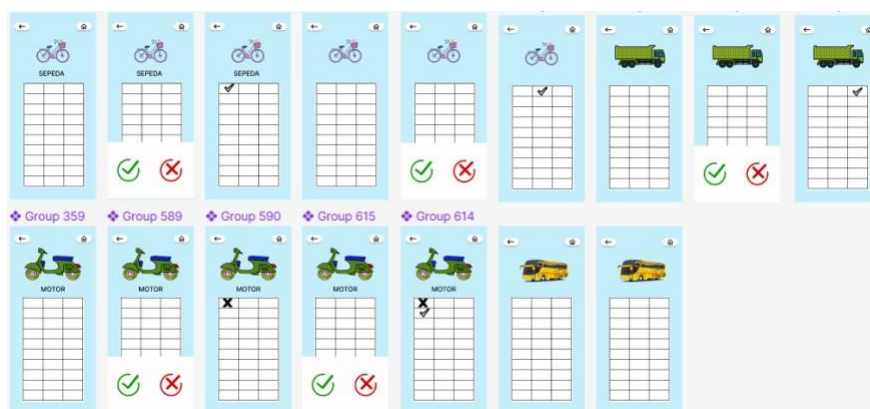 SEPEDA
SEPEDA
SEPEDA
Group 359
Group 589
Group 590
Group 615
Group 614
MOTOR
MOTOR
MOTOR
MOTOR
MOTOR